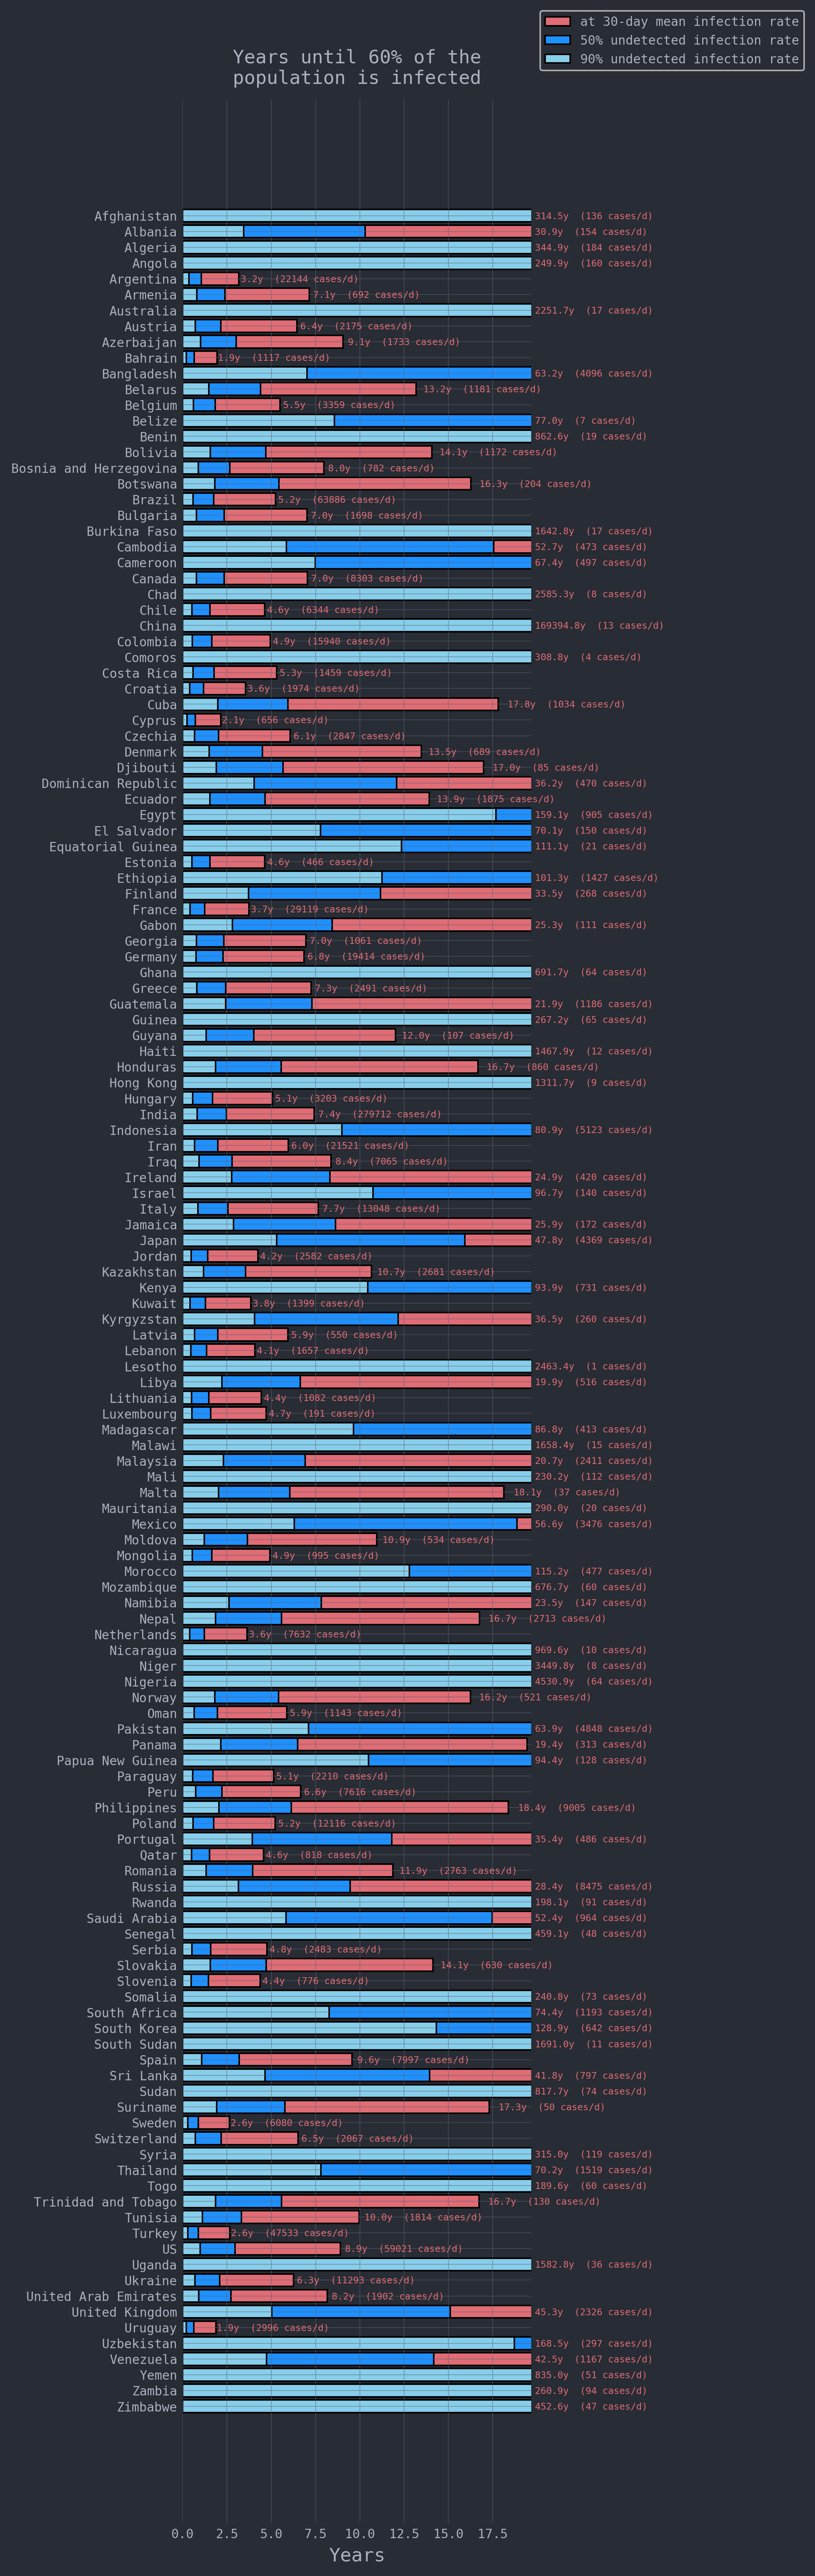 at 30-day mean infection rate
50% undetected infection rate
90% undetected infection rate
Years until 60% of the
population is infected
Afghanistan 314.5y (136 cases/d)
Albania 30.9y (154 cases/d)
Algeria 344.9y (184 cases/d)
Angola 249.9y (160 cases/d)
Argentina 3.2y (22144 cases/d)
Armenia 7.1y (692 cases/d)
Australia 2251.7y (17 cases/d)
Austria 6.4y (2175 cases/d)
Azerbaijan 9.1y (1733 cases/d)
Bahrain 1.9y (1117 cases/d)
Bangladesh 63.2y (4096 cases/d)
Belarus 13.2y (1181 cases/d)
Belgium 5.5y (3359 cases/d)
Belize 77.0y (7 cases/d)
Benin 862.6y (19 cases/d)
Bolivia 14.1y (1172 cases/d)
Bosnia and Herzegovina 8.0y (782 cases/d)
Botswana 16.3y (204 cases/d)
Brazil 5.2y (63886 cases/d)
Bulgaria 7.0y (1698 cases/d)
Burkina Faso 1642.8y (17 cases/d)
Cambodia 52.7y (473 cases/d)
Cameroon 67.4y (497 cases/d)
Canada 7.0y (8303 cases/d)
Chad 2585.3y (8 cases/d)
Chile 4.6y (6344 cases/d)
China 169394.8y (13 cases/d)
Colombia 4.9y (15940 cases/d)
Comoros 308.8y (4 cases/d)
Costa Rica 5.3y (1459 cases/d)
Croatia 3.6y (1974 cases/d)
Cuba 17.8y (1034 cases/d)
Cyprus 2.1y (656 cases/d)
Czechia 6.1y (2847 cases/d)
Denmark 13.5y (689 cases/d)
Djibouti 17.0y (85 cases/d)
Dominican Republic 36.2y (470 cases/d)
Ecuador 13.9y (1875 cases/d)
Egypt 159.1y (905 cases/d)
El Salvador 70.1y (150 cases/d)
Equatorial Guinea 111.1y (21 cases/d)
Estonia 4.6y (466 cases/d)
Ethiopia 101.3y (1427 cases/d)
Finland 33.5y (268 cases/d)
France 3.7y (29119 cases/d)
Gabon 25.3y (111 cases/d)
Georgia 7.0y (1061 cases/d)
Germany 6.8y (19414 cases/d)
Ghana 691.7y (64 cases/d)
Greece 7.3y (2491 cases/d)
Guatemala 21.9y (1186 cases/d)
Guinea 267.2y (65 cases/d)
Guyana 12.0y (107 cases/d)
Haiti 1467.9y (12 cases/d)
Honduras 16.7y (860 cases/d)
Hong Kong 1311.7y (9 cases/d)
Hungary 5.1y (3203 cases/d)
India 7.4y (279712 cases/d)
Indonesia 80.9y (5123 cases/d)
Iran 6.0y (21521 cases/d)
Iraq 8.4y (7065 cases/d)
Ireland 24.9y (420 cases/d)
Israel 96.7y (140 cases/d)
Italy 7.7y (13048 cases/d)
Jamaica 25.9y (172 cases/d)
Japan 47.8y (4369 cases/d)
Jordan 4.2y (2582 cases/d)
Kazakhstan 10.7y (2681 cases/d)
Kenya 93.9y (731 cases/d)
Kuwait 3.8y (1399 cases/d)
Kyrgyzstan 36.5y (260 cases/d)
Latvia 5.9y (550 cases/d)
Lebanon 4.1y (1657 cases/d)
Lesotho 2463.4y (1 cases/d)
Libya 19.9y (516 cases/d)
Lithuania 4.4y (1082 cases/d)
Luxembourg 4.7y (191 cases/d)
Madagascar 86.8y (413 cases/d)
Malawi 1658.4y (15 cases/d)
Malaysia 20.7y (2411 cases/d)
Mali 230.2y (112 cases/d)
Malta 18.1y (37 cases/d)
Mauritania 290.0y (20 cases/d)
Mexico 56.6y (3476 cases/d)
Moldova 10.9y (534 cases/d)
Mongolia 4.9y (995 cases/d)
Morocco 115.2y (477 cases/d)
Mozambique 676.7y (60 cases/d)
Namibia 23.5y (147 cases/d)
Nepal 16.7y (2713 cases/d)
Netherlands 3.6y (7632 cases/d)
Nicaragua 969.6y (10 cases/d)
Niger 3449.8y (8 cases/d)
Nigeria 4530.9y (64 cases/d)
Norway 16.2y (521 cases/d)
Oman 5.9y (1143 cases/d)
Pakistan 63.9y (4848 cases/d)
Panama 19.4y (313 cases/d)
Papua New Guinea 94.4y (128 cases/d)
Paraguay 5.1y (2210 cases/d)
Peru 6.6y (7616 cases/d)
Philippines 18.4y (9005 cases/d)
Poland 5.2y (12116 cases/d)
Portugal 35.4y (486 cases/d)
Qatar 4.6y (818 cases/d)
Romania 11.9y (2763 cases/d)
Russia 28.4y (8475 cases/d)
Rwanda 198.1y (91 cases/d)
Saudi Arabia 52.4y (964 cases/d)
Senegal 459.1y (48 cases/d)
Serbia 4.8y (2483 cases/d)
Slovakia 14.1y (630 cases/d)
Slovenia 4.4y (776 cases/d)
Somalia 240.8y (73 cases/d)
South Africa 74.4y (1193 cases/d)
South Korea 128.9y (642 cases/d)
South Sudan 1691.0y (11 cases/d)
Spain 9.6y (7997 cases/d)
Sri Lanka 41.8y (797 cases/d)
Sudan 817.7y (74 cases/d)
Suriname 17.3y (50 cases/d)
Sweden 2.6y (6080 cases/d)
Switzerland 6.5y (2067 cases/d)
Syria 315.0y (119 cases/d)
Thailand 70.2y (1519 cases/d)
Togo 189.6y (60 cases/d)
Trinidad and Tobago 16.7y (130 cases/d)
Tunisia 10.0y (1814 cases/d)
Turkey 2.6y (47533 cases/d)
US 8.9y (59021 cases/d)
Uganda 1582.8y (36 cases/d)
Ukraine 6.3y (11293 cases/d)
United Arab Emirates 8.2y (1902 cases/d)
United Kingdom 45.3y (2326 cases/d)
Uruguay 1.9y (2996 cases/d)
Uzbekistan 168.5y (297 cases/d)
Venezuela 42.5y (1167 cases/d)
Yemen 835.0y (51 cases/d)
Zambia 260.9y (94 cases/d)
Zimbabwe 452.6y (47 cases/d)
0.0 2.5 5.0 7.5 10.0 12.5 15.0 17.5
Years